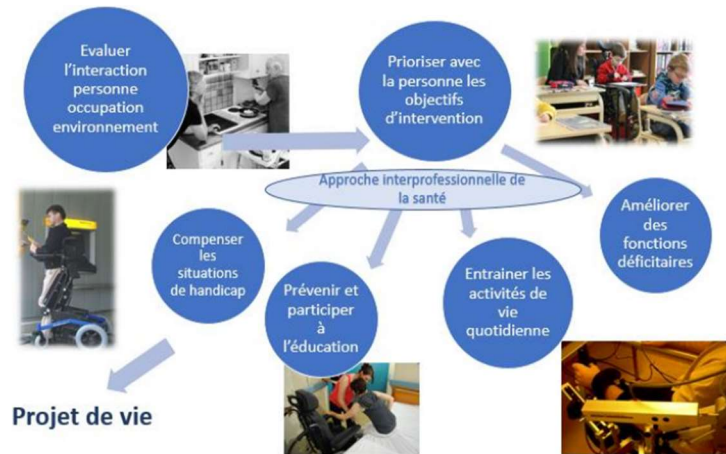 Evaluer
l'interaction
personne
occupation
environnement
Prioriser avec
la personne les
objectifs
d'intervention
Approche interprofessionnelle de
la santé
Compenser
les
situations
de handicap
Prévenir et
participer
à
l'éducation
Entrainer les
activités de
vie
quotidienne
Améliorer
des
fonctions
déficitaires
Projet de vie